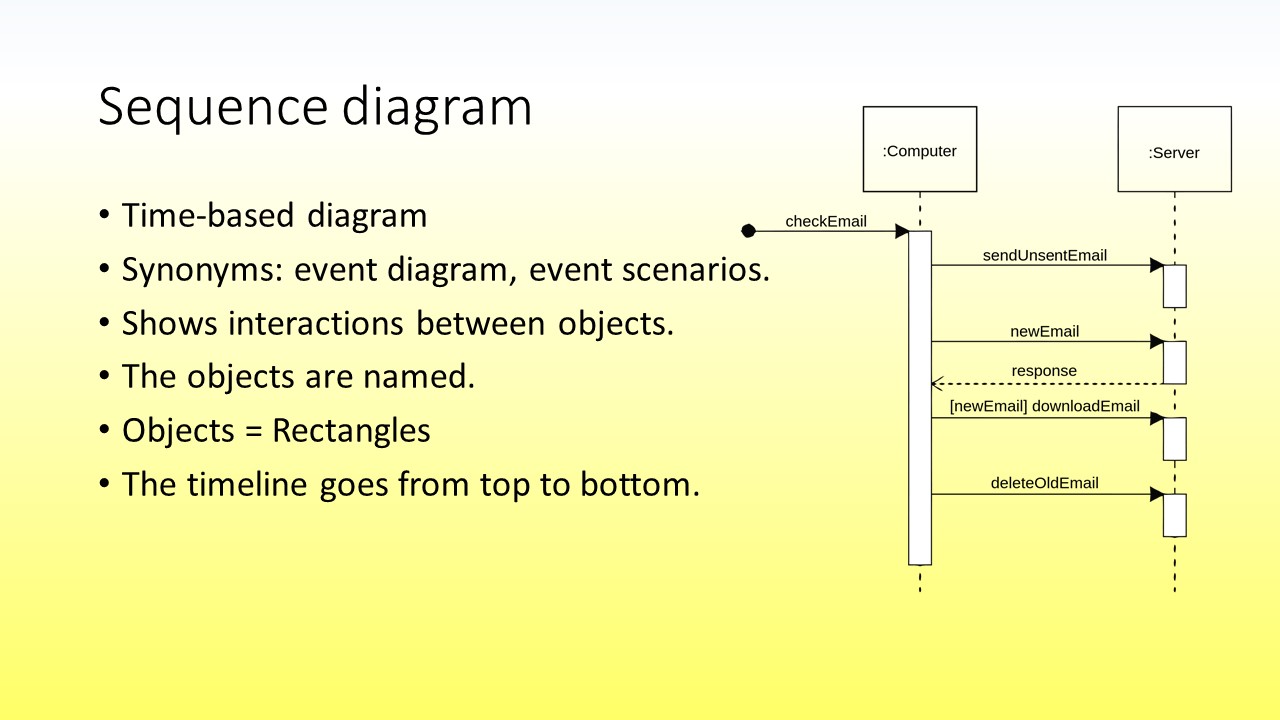 Sequence diagram
• Time-based diagram
• Synonyms: event diagram, event scenarios.
• Shows interactions between objects.
• The objects are named.
• Objects = Rectangles
• The timeline goes from top to bottom.
:Computer
:Server
checkEmail
sendUnsentEmail
newEmail
response
[newEmail] downloadEmail
deleteOldEmail